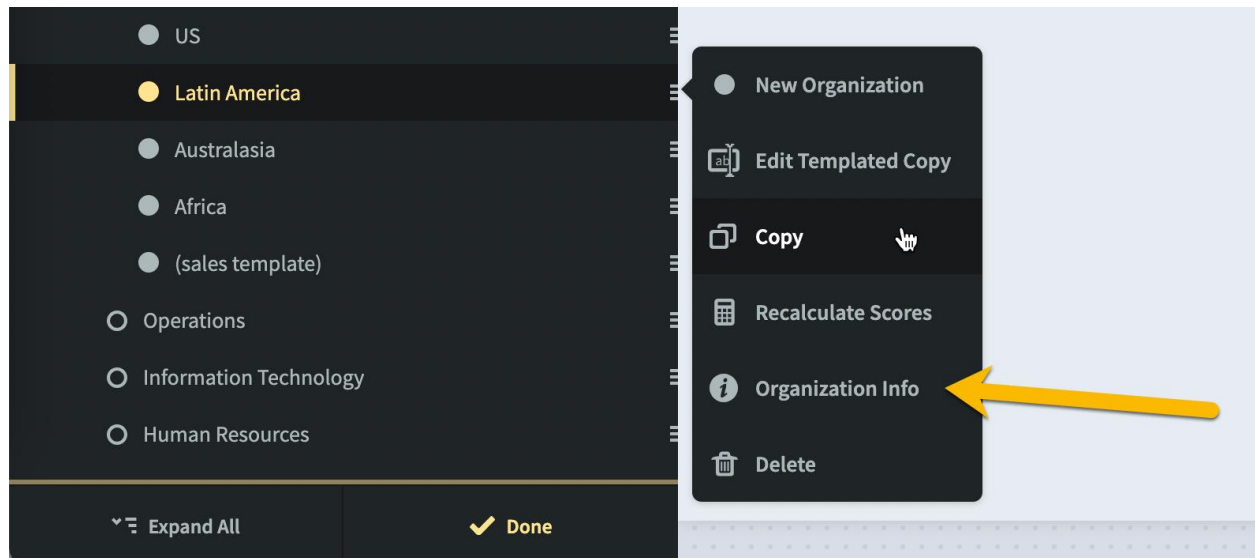 US
Latin America
Australasia
Africa
(sales template)
Operations
Information Technology
Human Resources
Expand All
Done
New Organization
ab
Edit Templated Copy
Copy
Recalculate Scores
i
Organization Info
Delete